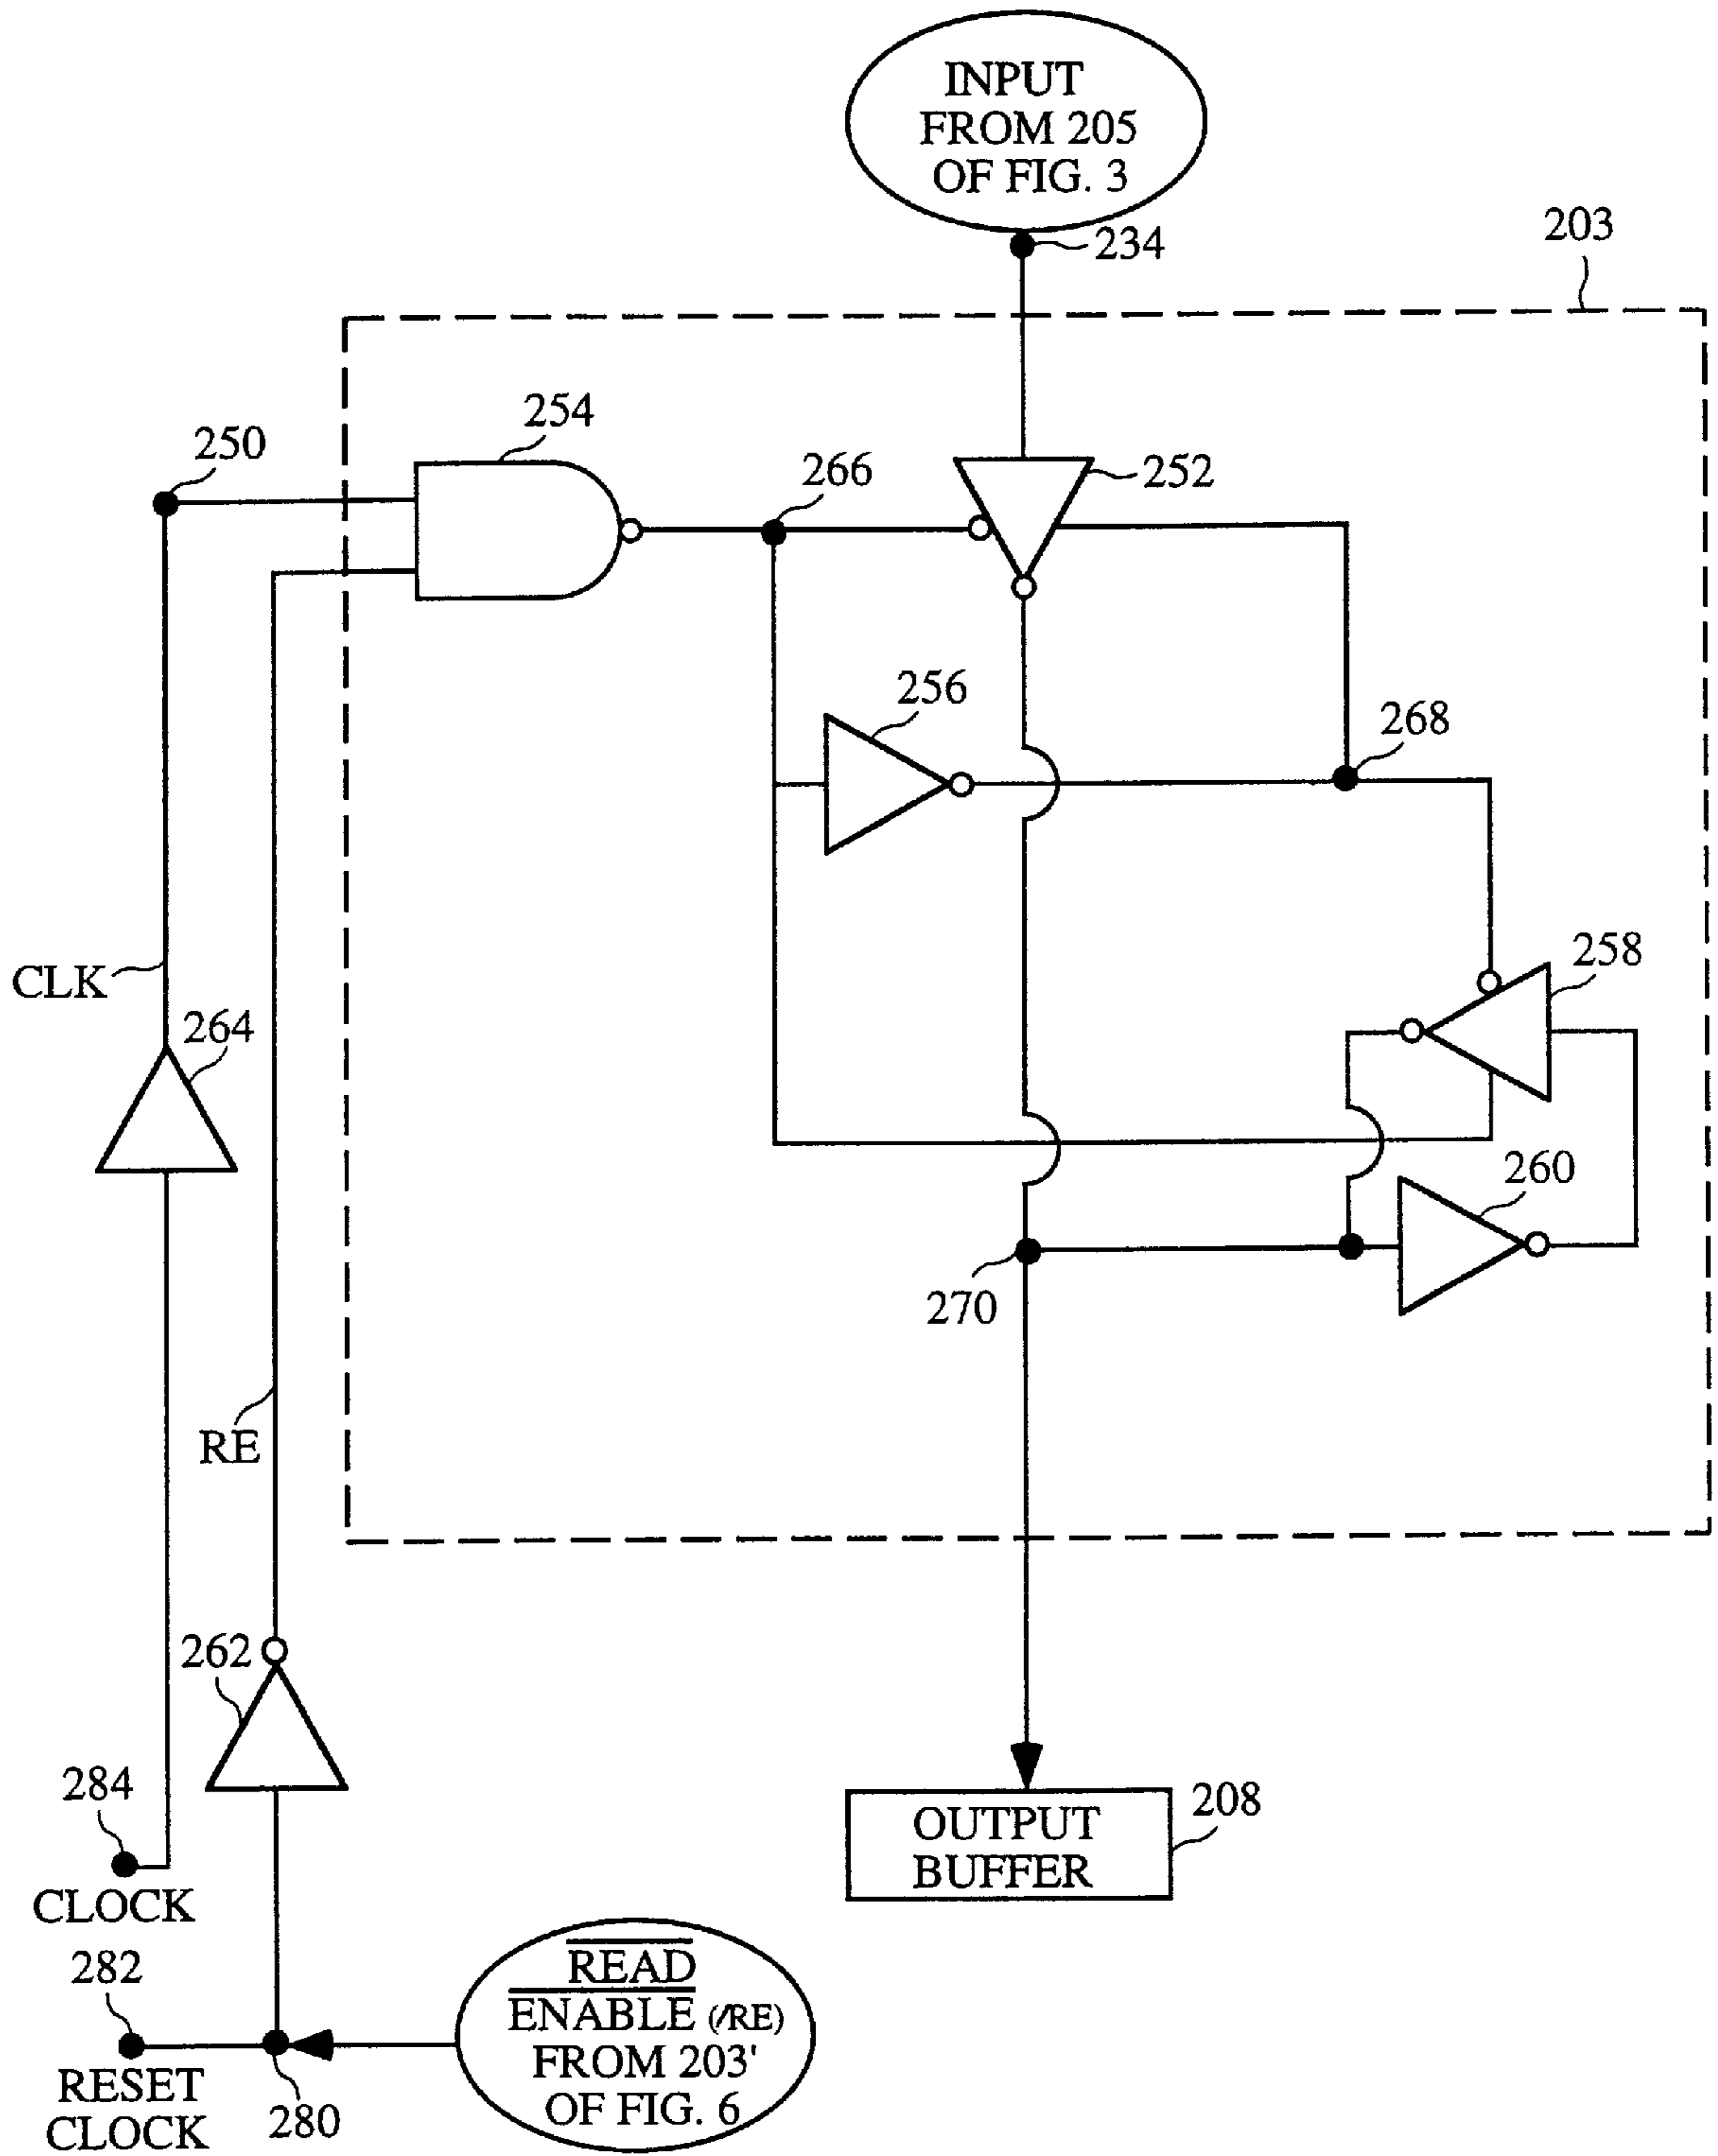 INPUT
FROM 205
OF FIG. 3
234
203
254
250
266
252
256
268
258
CLK
264
260
270
RE
262
284
CLOCK
OUTPUT
BUFFER
208
282
RESET
CLOCK
READ
ENABLE (/RE)
FROM 203'
OF FIG. 6
280